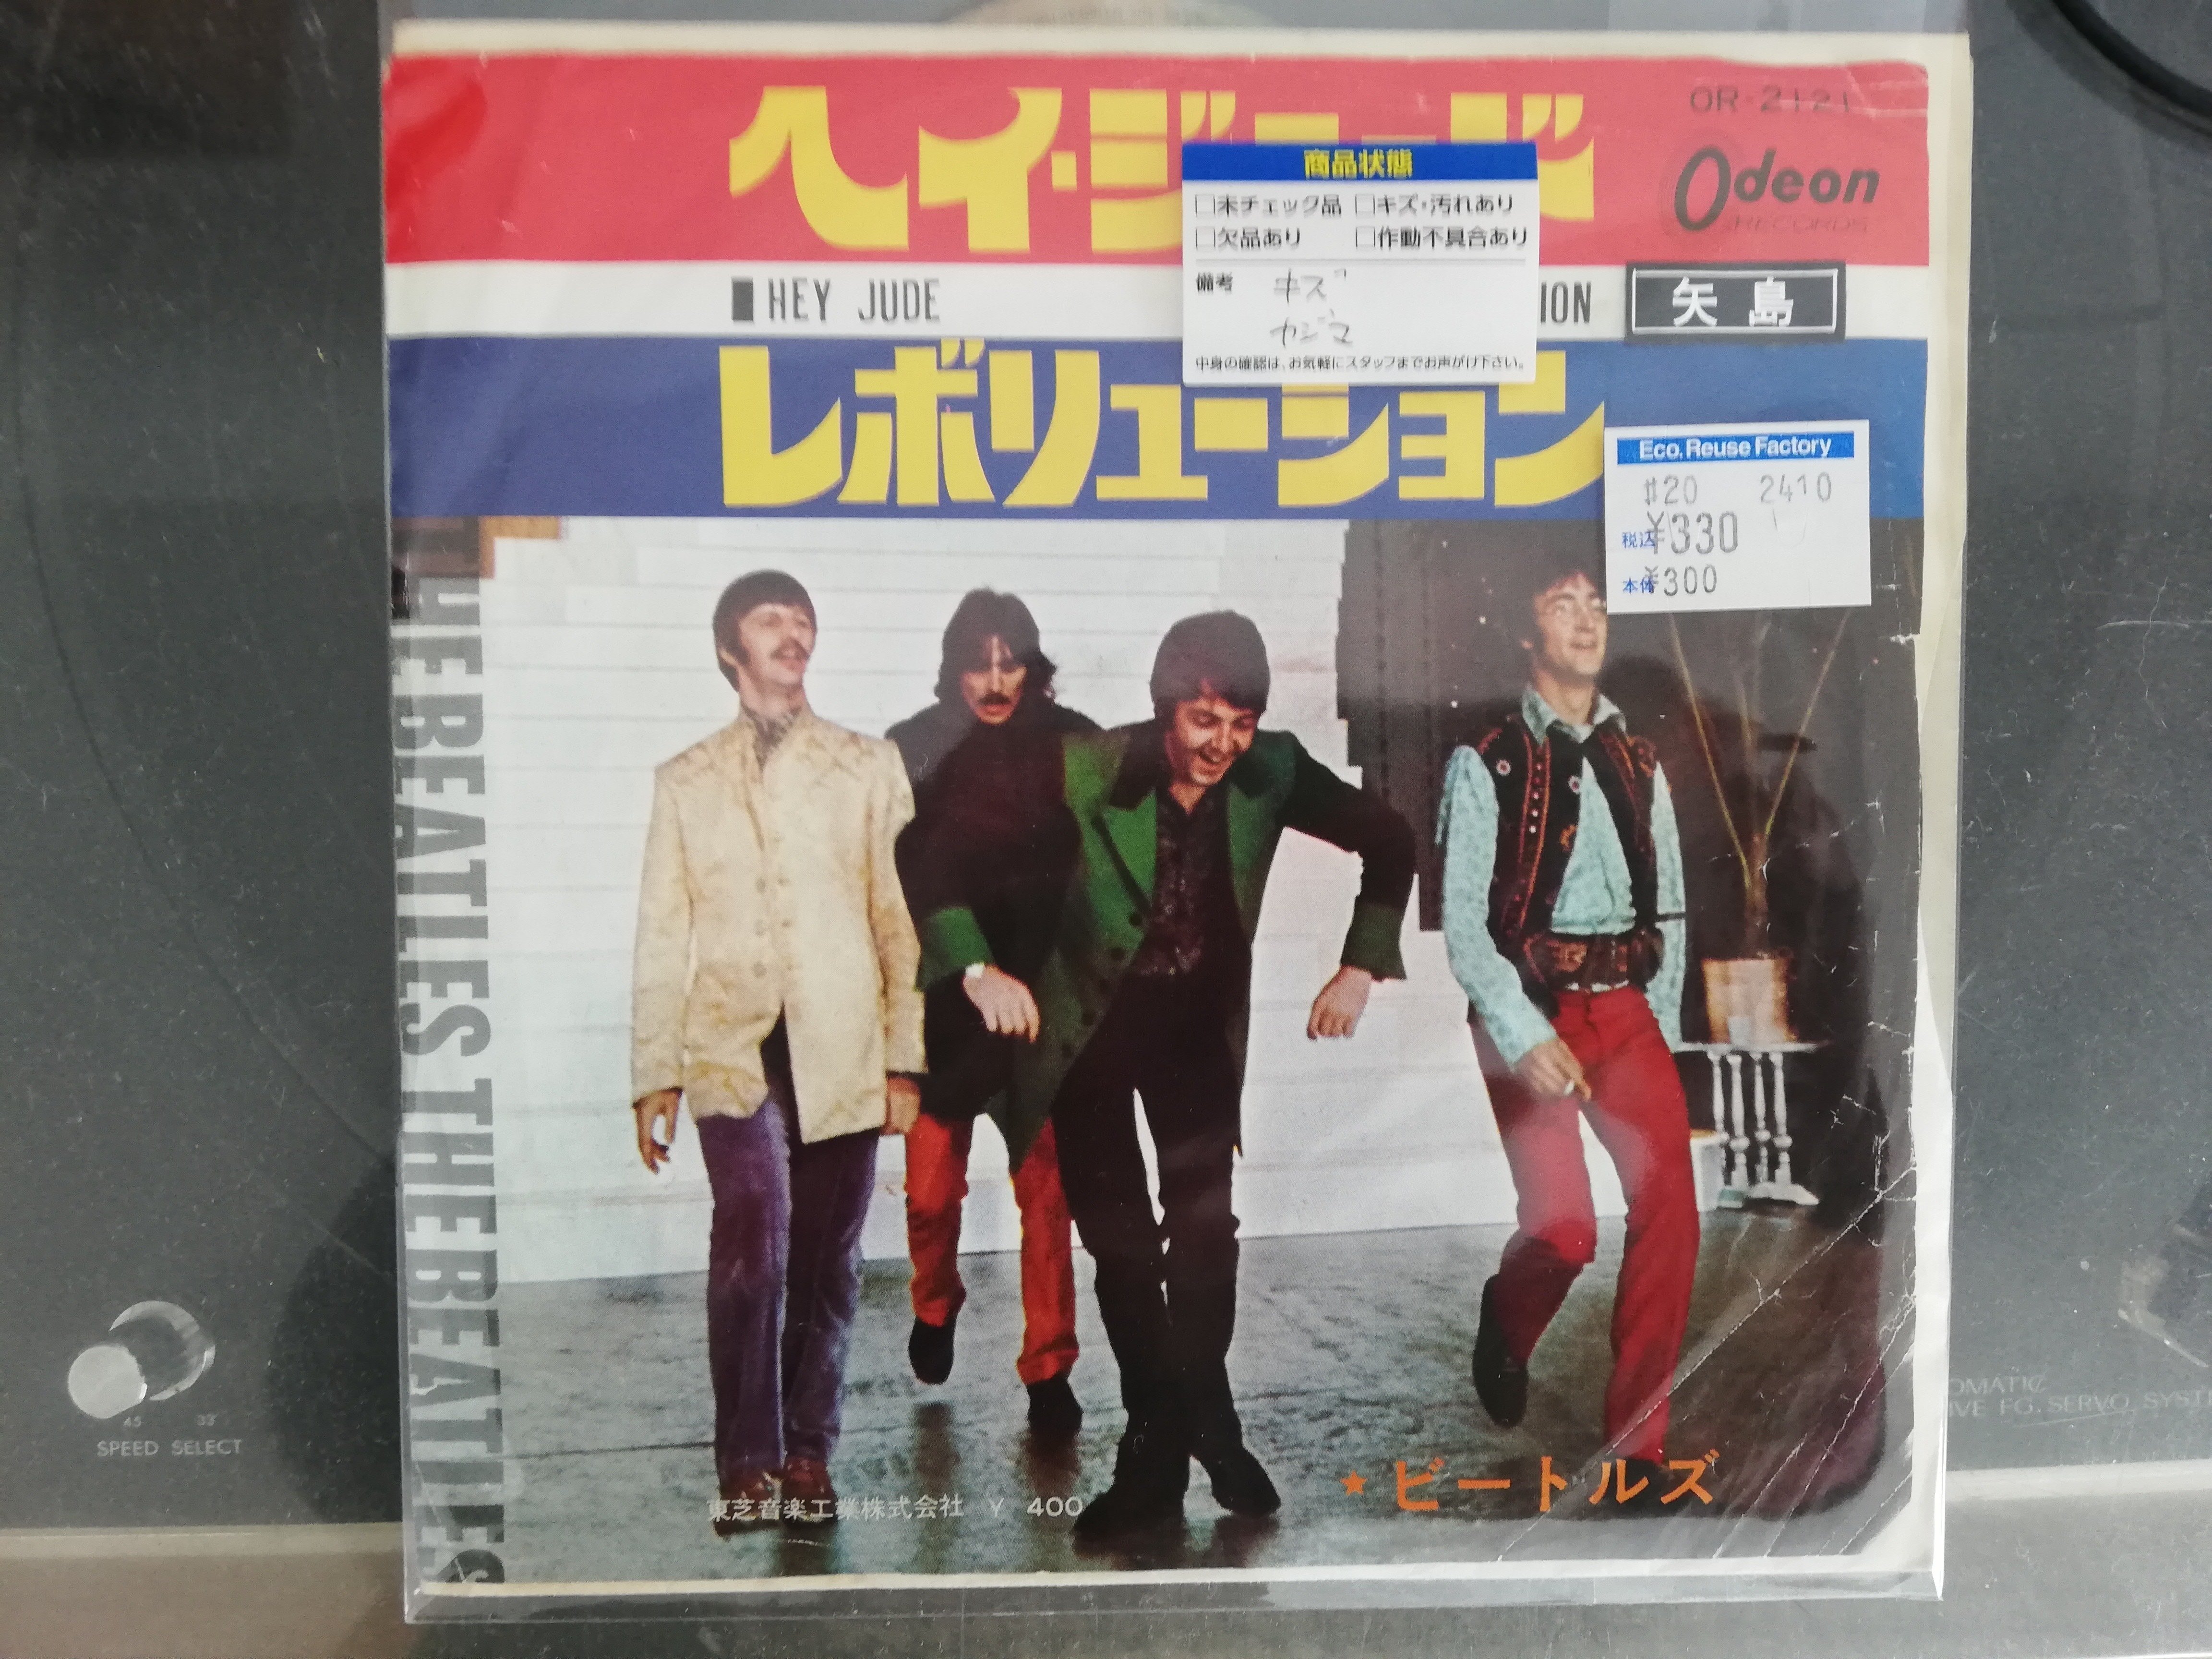 ヘイ・ジュード
OR-2121
Odeon
RECORDS
商品状態
□未チェック品 □キズ・汚れあり
□欠品あり □作動不具合あり
備考 キズ
カジマ
中身の確認は、お気軽にスタッフまでお声がけ下さい。
■HEY JUDE
ION
矢島
レボリューション
Eco.Reuse Factory
#20 2410
税込¥330
本体¥300
THE BEATLES THE BEATLES
★ビートルズ
東芝音楽工業株式会社 ¥ 400
45 33
SPEED SELECT
OMATIC
IVE FG. SERVO SYST